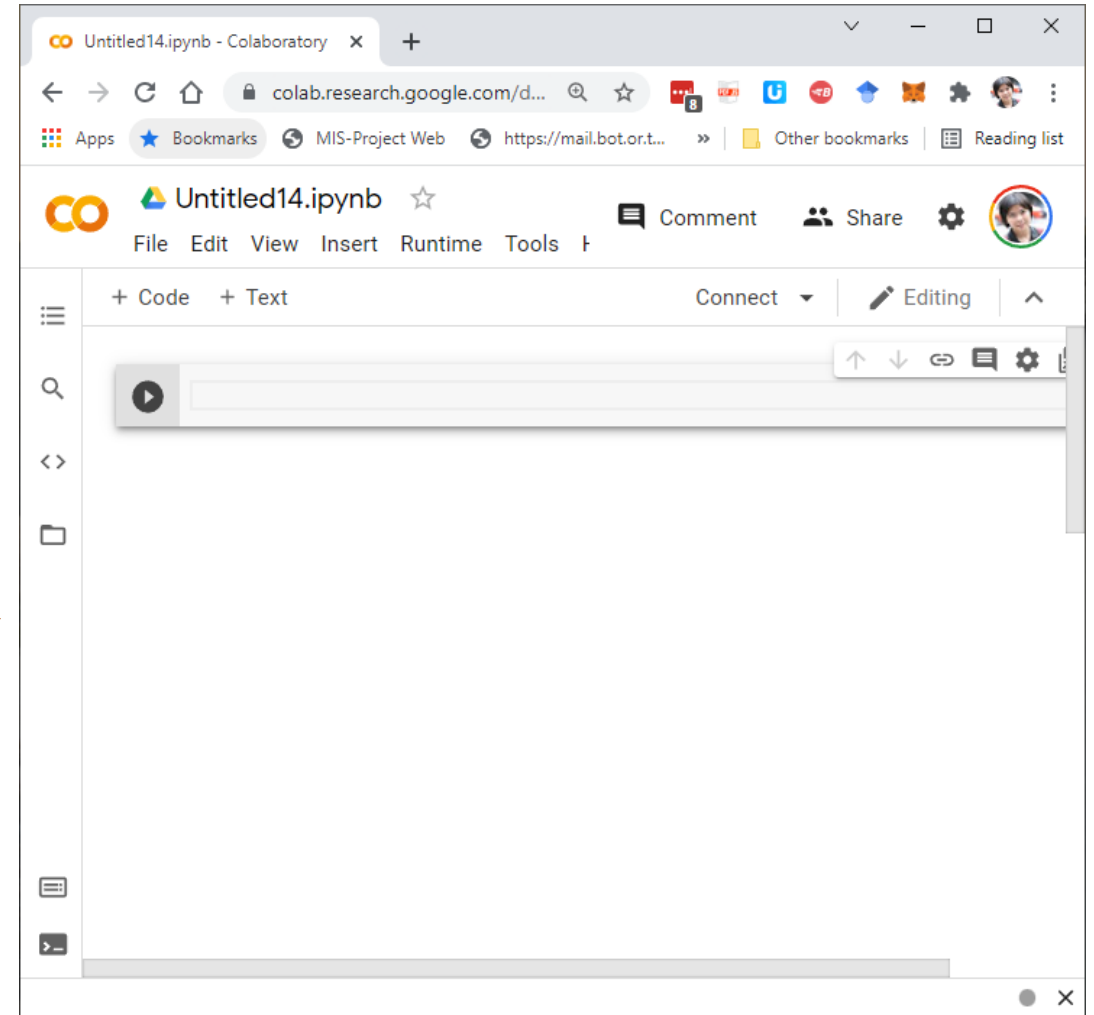 Untitled14.ipynb - Colaboratory
colab.research.google.com/d...
8
Apps Bookmarks MIS-Project Web https://mail.bot.or.t... » Other bookmarks Reading list
CO Untitled14.ipynb
Comment Share
File Edit View Insert Runtime Tools
+ Code + Text Connect Editing